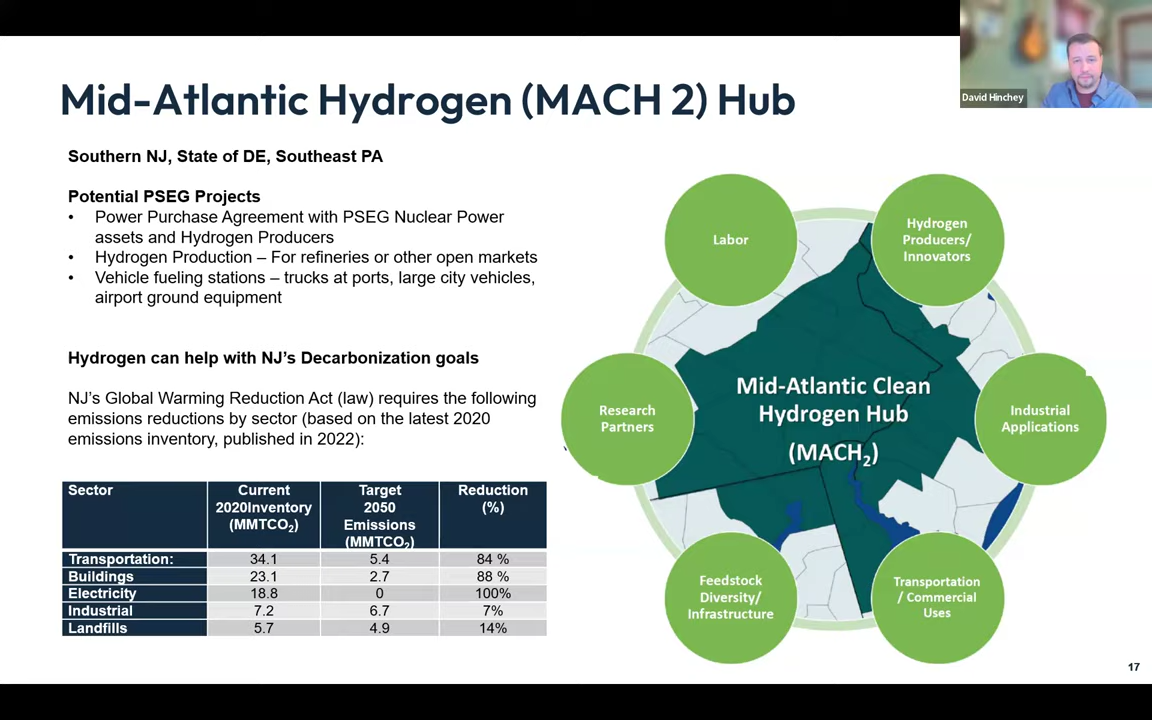 David Hinchey
Mid-Atlantic Hydrogen (MACH 2) Hub
Southern NJ, State of DE, Southeast PA
Potential PSEG Projects
• Power Purchase Agreement with PSEG Nuclear Power
assets and Hydrogen Producers
• Hydrogen Production – For refineries or other open markets
• Vehicle fueling stations – trucks at ports, large city vehicles,
airport ground equipment
Hydrogen can help with NJ's Decarbonization goals
NJ's Global Warming Reduction Act (law) requires the following
emissions reductions by sector (based on the latest 2020
emissions inventory, published in 2022):
Sector Current Target Reduction
2020Inventory 2050 (%)
(MMTCO₂) Emissions
(MMTCO₂)
Transportation: 34.1 5.4 84 %
Buildings 23.1 2.7 88 %
Electricity 18.8 0 100%
Industrial 7.2 6.7 7%
Landfills 5.7 4.9 14%
Labor
Hydrogen
Producers/
Innovators
Research
Partners
Mid-Atlantic Clean
Hydrogen Hub
(MACH₂)
Industrial
Applications
Feedstock
Diversity/
Infrastructure
Transportation
/ Commercial
Uses
17